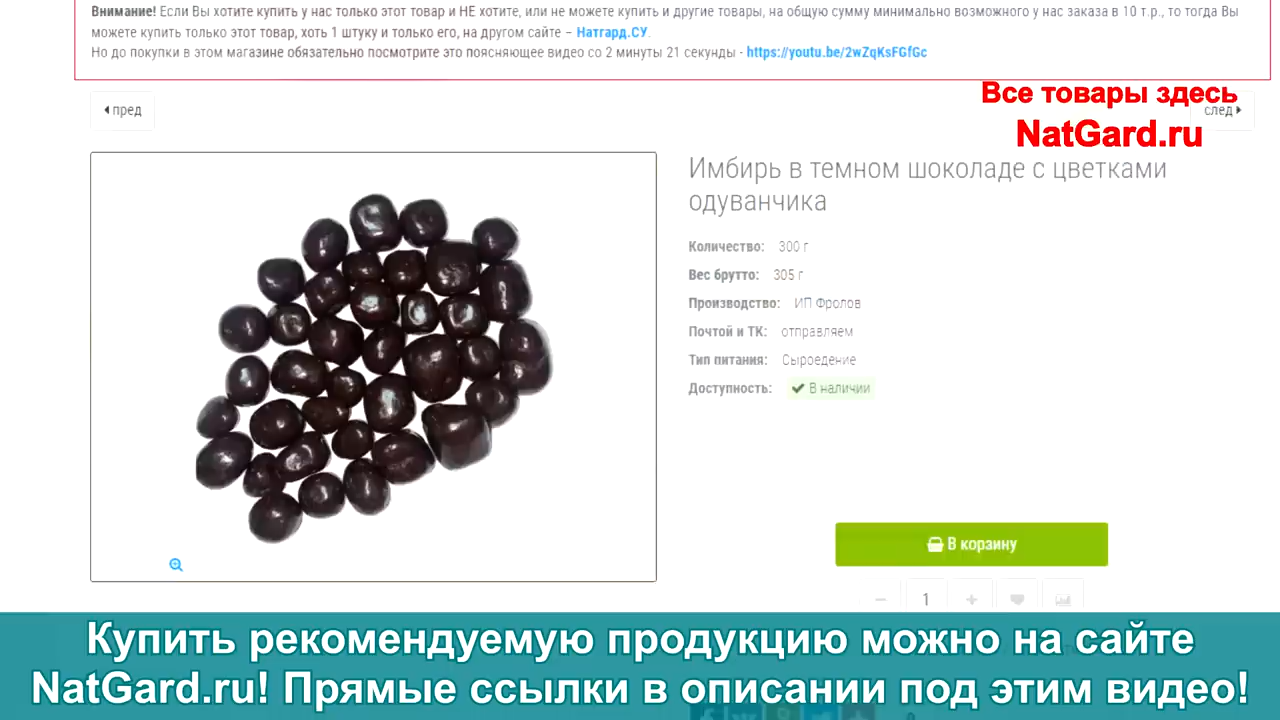 Внимание! Если Вы хотите купить у нас только этот товар и НЕ хотите, или не можете купить и другие товары, на общую сумму минимально возможного у нас заказа в 10 т.р., то тогда Вы
можете купить только этот товар, хоть 1 штуку и только его, на другом сайте – Натгард.СУ.
Но до покупки в этом магазине обязательно посмотрите это поясняющее видео со 2 минуты 21 секунды - https://youtu.be/2wZqKsFGfGc
Все товары здесь
пред
след
NatGard.ru
Имбирь в темном шоколаде с цветками
одуванчика
Количество: 300 г
Вес брутто: 305 г
Производство: ИП Фролов
Почтой и ТК: отправляем
Тип питания: Сыроедение
Доступность: В наличии
В корзину
1
Купить рекомендуемую продукцию можно на сайте
NatGard.ru! Прямые ссылки в описании под этим видео!